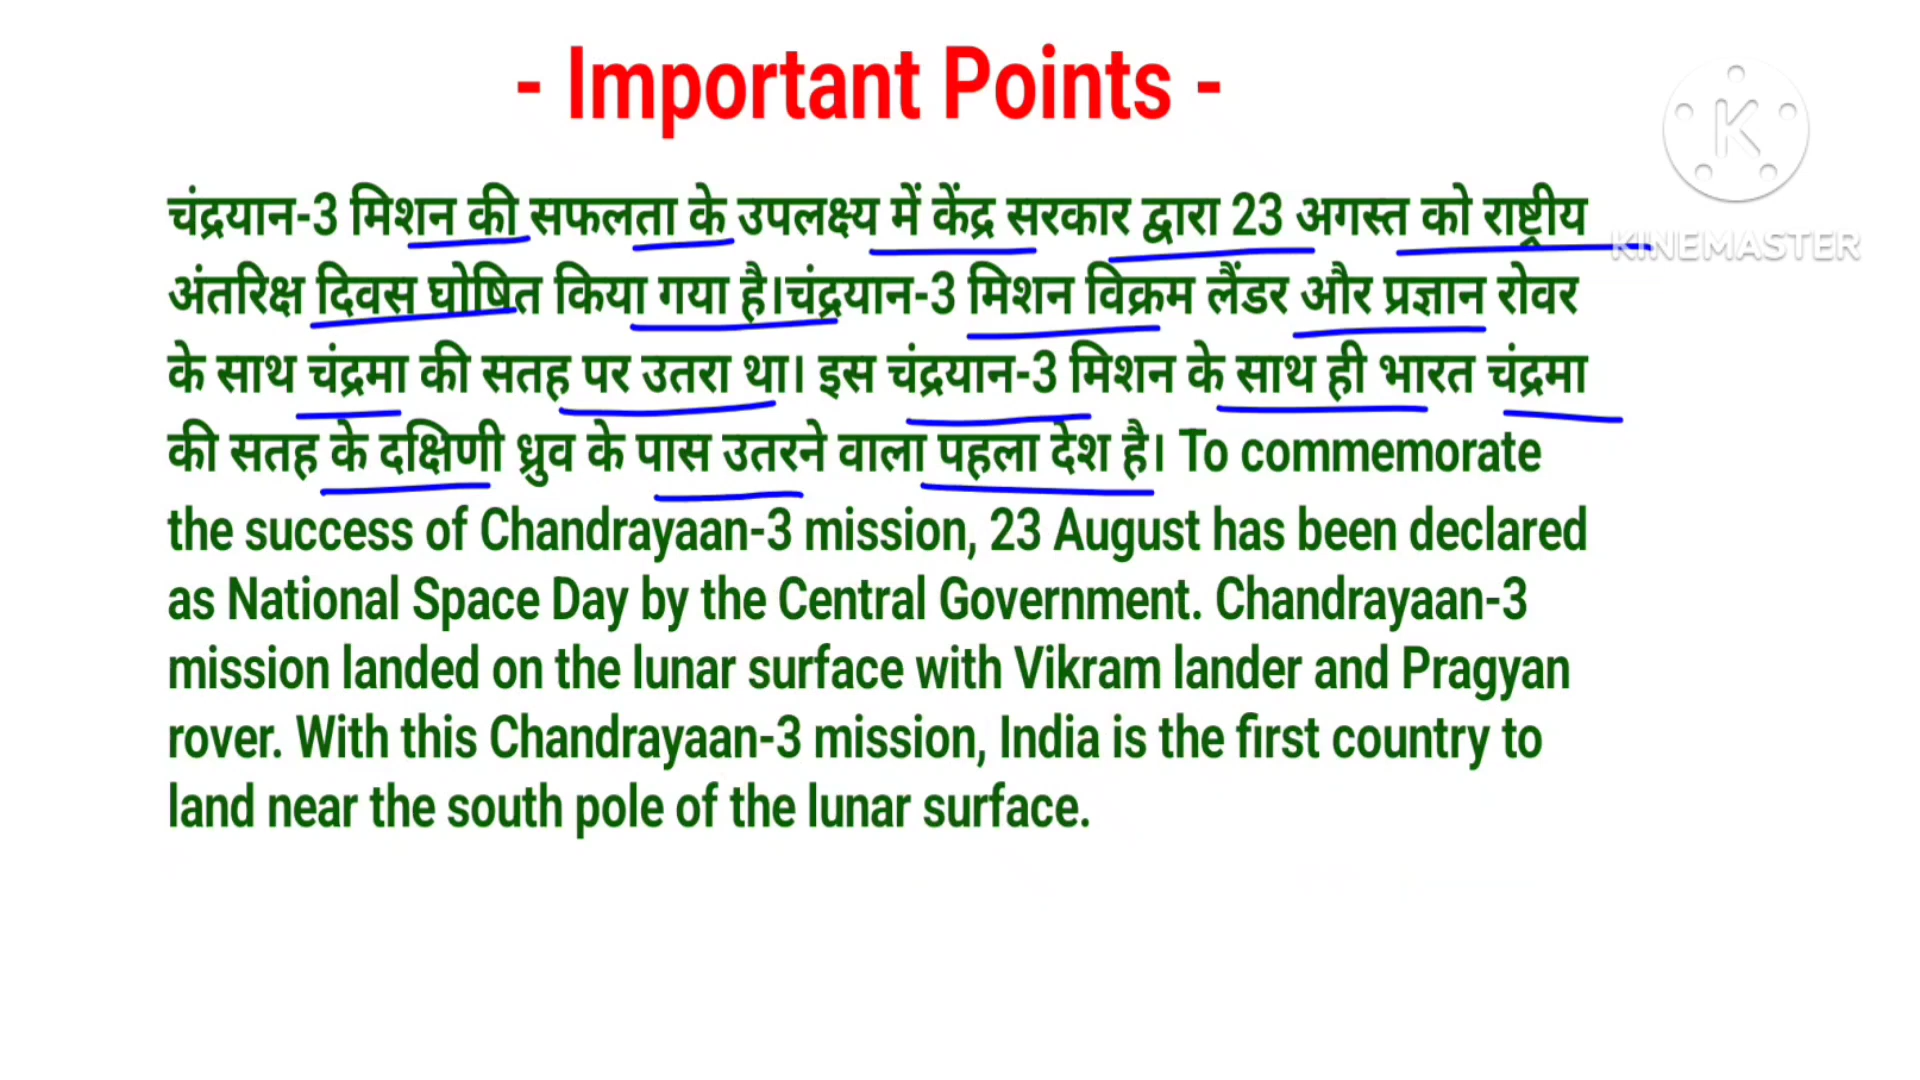 - Important Points -
चंद्रयान-3 मिशन की सफलता के उपलक्ष्य में केंद्र सरकार द्वारा 23 अगस्त को राष्ट्रीय
अंतरिक्ष दिवस घोषित किया गया है।चंद्रयान-3 मिशन विक्रम लैंडर और प्रज्ञान रोवर
के साथ चंद्रमा की सतह पर उतरा था। इस चंद्रयान-3 मिशन के साथ ही भारत चंद्रमा
की सतह के दक्षिणी ध्रुव के पास उतरने वाला पहला देश है। To commemorate
the success of Chandrayaan-3 mission, 23 August has been declared
as National Space Day by the Central Government. Chandrayaan-3
mission landed on the lunar surface with Vikram lander and Pragyan
rover. With this Chandrayaan-3 mission, India is the first country to
land near the south pole of the lunar surface.
K
KINEMASTER